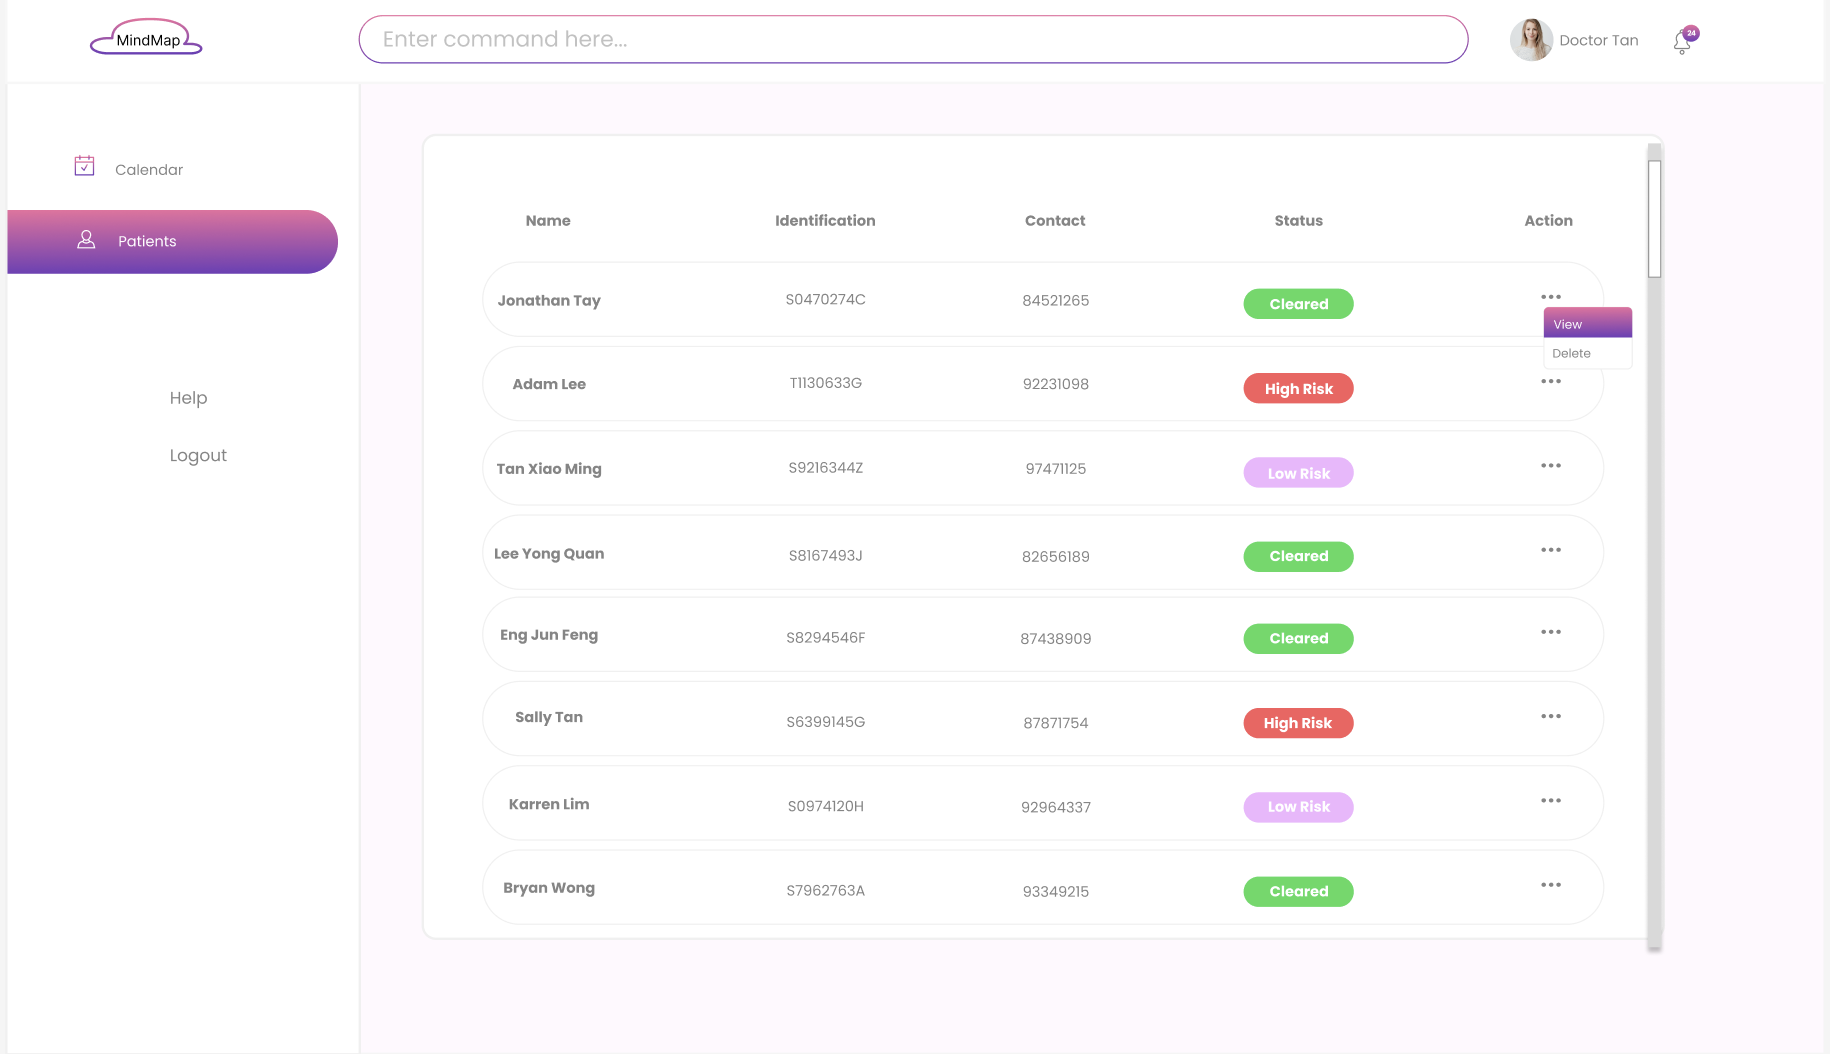 MindMap
Enter command here...
Doctor Tan
24
Calendar
Patients
Help
Logout
Name Identification Contact Status Action
Jonathan Tay S0470274C 84521265 Cleared
View
Delete
Adam Lee T1130633G 92231098 High Risk
Tan Xiao Ming S9216344Z 97471125 Low Risk
Lee Yong Quan S8167493J 82656189 Cleared
Eng Jun Feng S8294546F 87438909 Cleared
Sally Tan S6399145G 87871754 High Risk
Karren Lim S0974120H 92964337 Low Risk
Bryan Wong S7962763A 93349215 Cleared